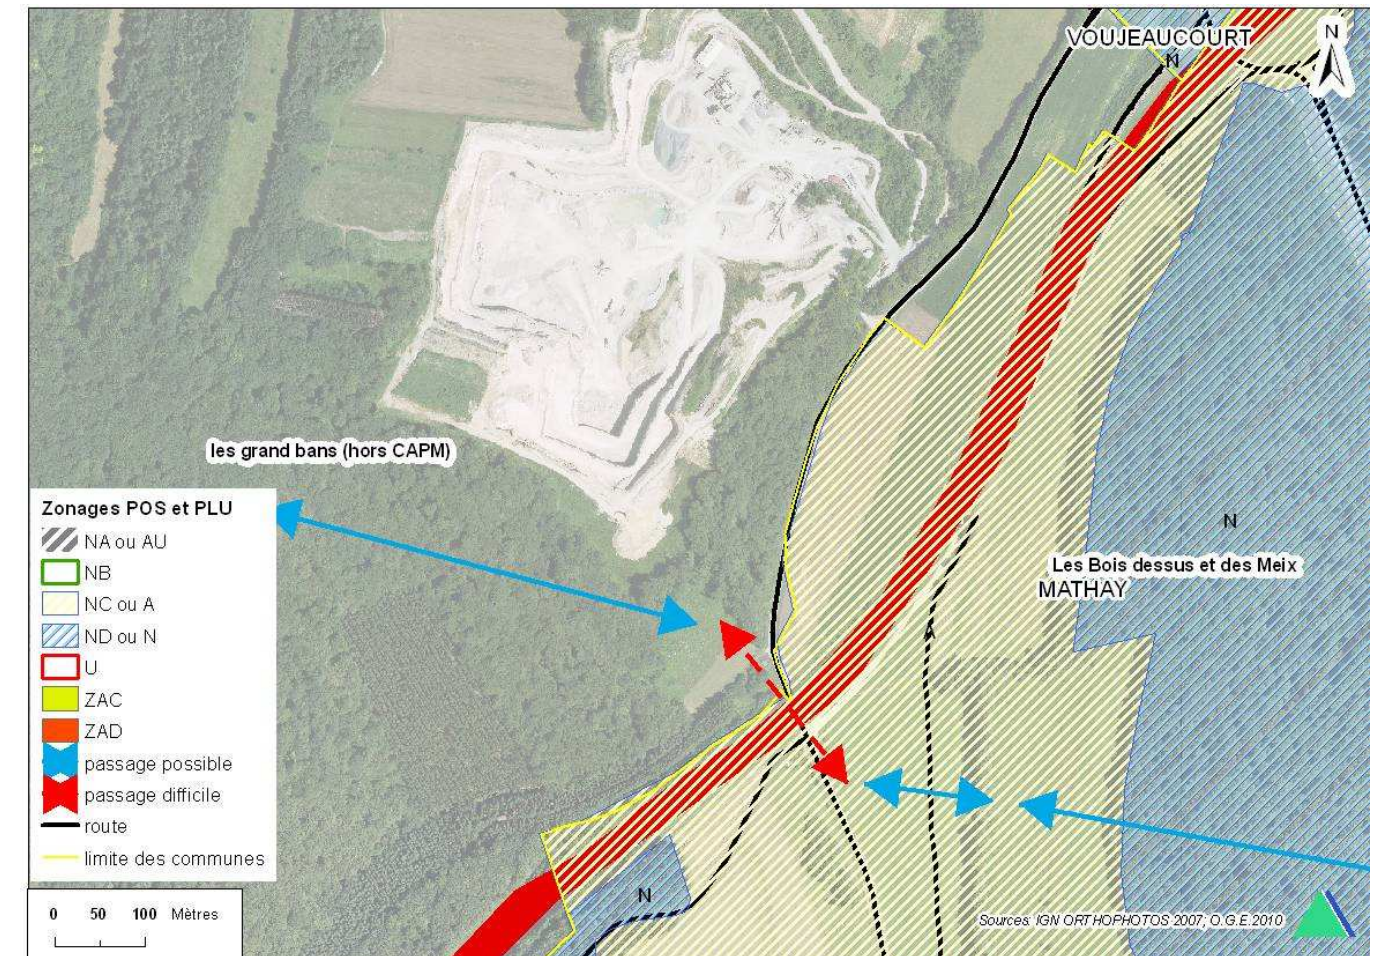 VOUJEAUCOURT
N
N
les grand bans (hors CAPM)
Zonages POS et PLU
NA ou AU
NB
NC ou A
ND ou N
U
ZAC
ZAD
passage possible
passage difficile
route
limite des communes
N
Les Bois dessus et des Meix
MATHAY
A
N
0 50 100 Mètres
Sources: IGN ORTHOPHOTOS 2007; O.G.E.2010